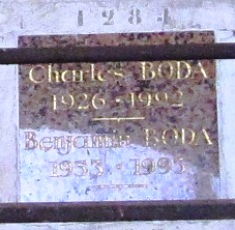 1284
Charles BODA
1926 - 1992
Benjamin BODA
1953 - 1995